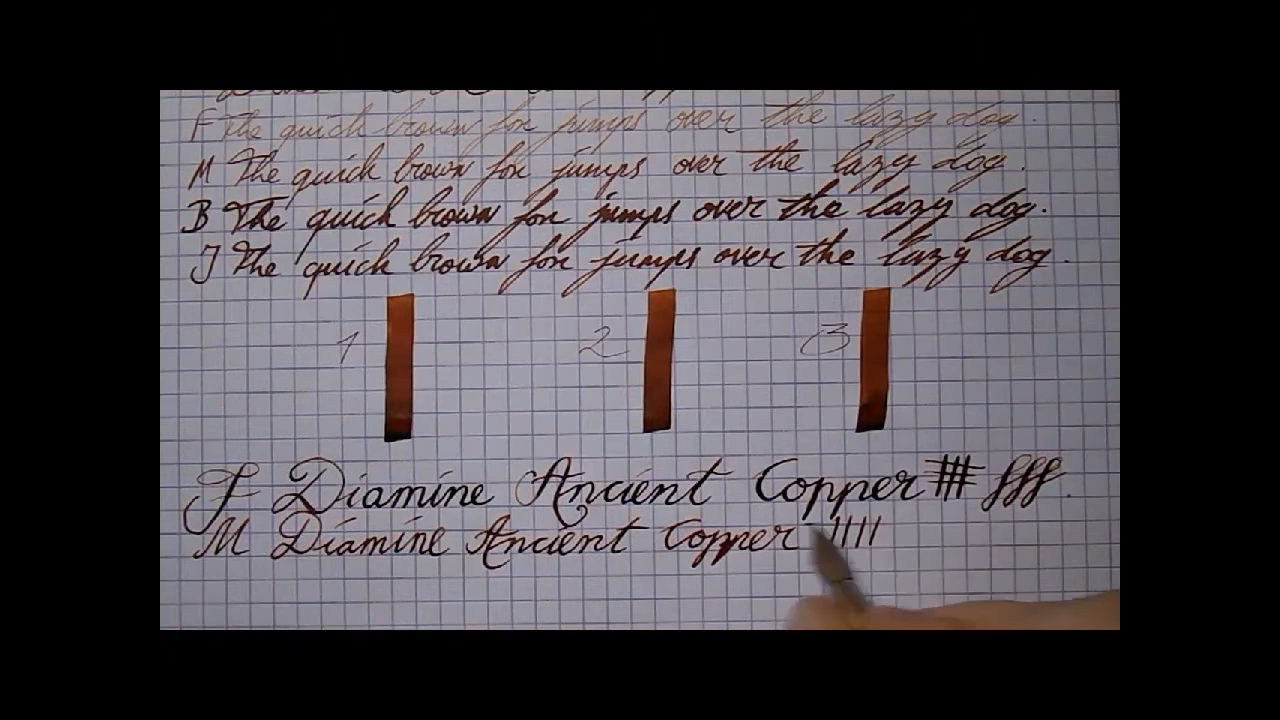 F The quick brown fox jumps over the lazy dog.
M The quick brown fox jumps over the lazy dog.
B The quick brown fox jumps over the lazy dog.
J The quick brown fox jumps over the lazy dog.
1 2 3
F Diamine Ancient Copper # fff.
M Diamine Ancient Copper